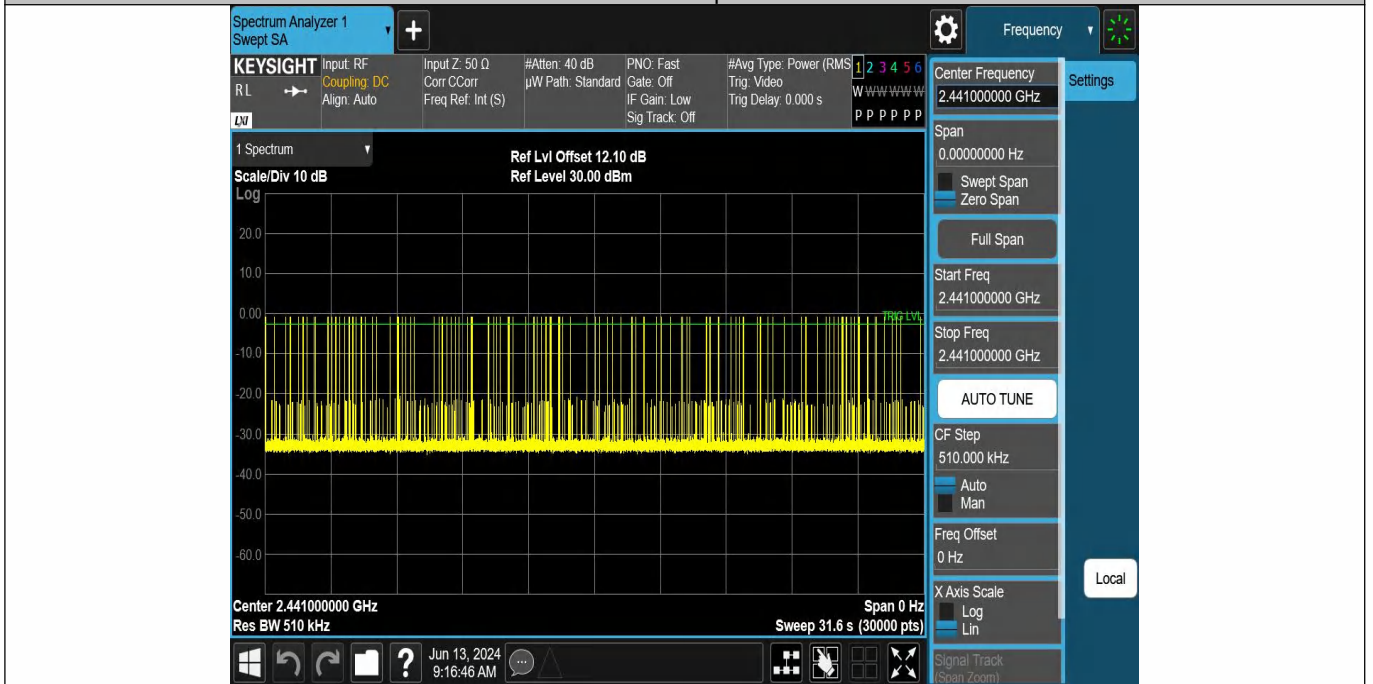 Spectrum Analyzer 1
Swept SA
+
Frequency
KEYSIGHT
RL
LXI
Input: RF
Coupling: DC
Align: Auto
Input Z: 50 Ω
Corr CCorr
Freq Ref: Int (S)
#Atten: 40 dB
µW Path: Standard
PNO: Fast
Gate: Off
IF Gain: Low
Sig Track: Off
#Avg Type: Power (RMS
Trig: Video
Trig Delay: 0.000 s
1 2 3 4 5 6
W W W W W W
P P P P P P
Center Frequency
2.441000000 GHz
Settings
Span
0.00000000 Hz
Swept Span
Zero Span
Full Span
Start Freq
2.441000000 GHz
Stop Freq
2.441000000 GHz
AUTO TUNE
CF Step
510.000 kHz
Auto
Man
Freq Offset
0 Hz
X Axis Scale
Log
Lin
Signal Track
(Span Zoom)
Local
1 Spectrum
Scale/Div 10 dB
Ref Lvl Offset 12.10 dB
Ref Level 30.00 dBm
Log
20.0
10.0
0.00
-10.0
-20.0
-30.0
-40.0
-50.0
-60.0
TRIG LVL
Center 2.441000000 GHz
Span 0 Hz
Res BW 510 kHz
Sweep 31.6 s (30000 pts)
?
Jun 13, 2024
9:16:46 AM